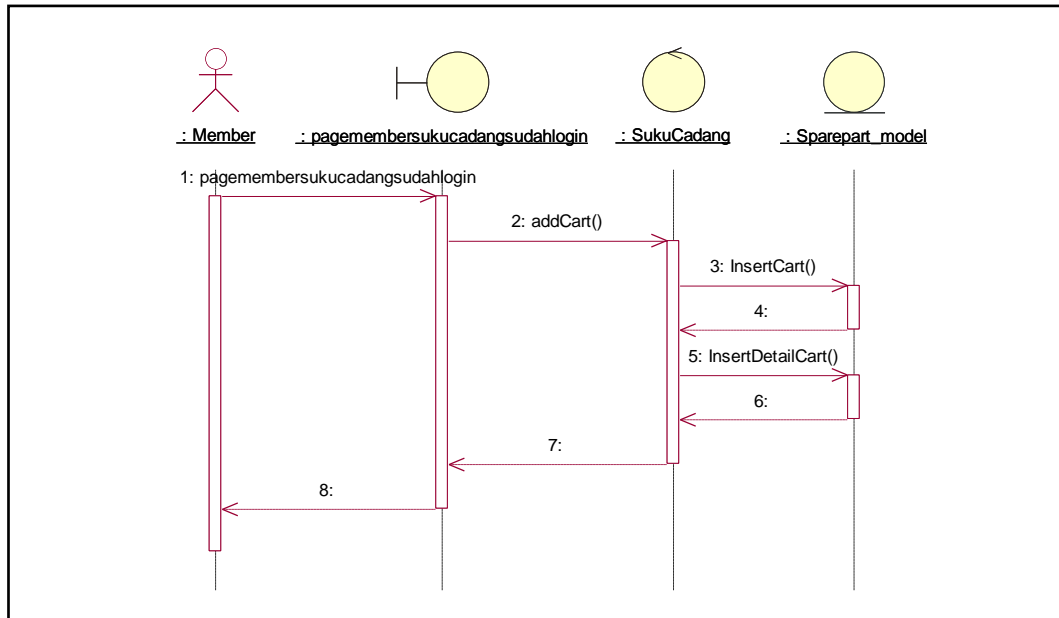 : Member
: pagemembersukucadangsudahlogin
: SukuCadang
: Sparepart_model
1: pagemembersukucadangsudahlogin
2: addCart()
3: InsertCart()
4:
5: InsertDetailCart()
6:
7:
8: